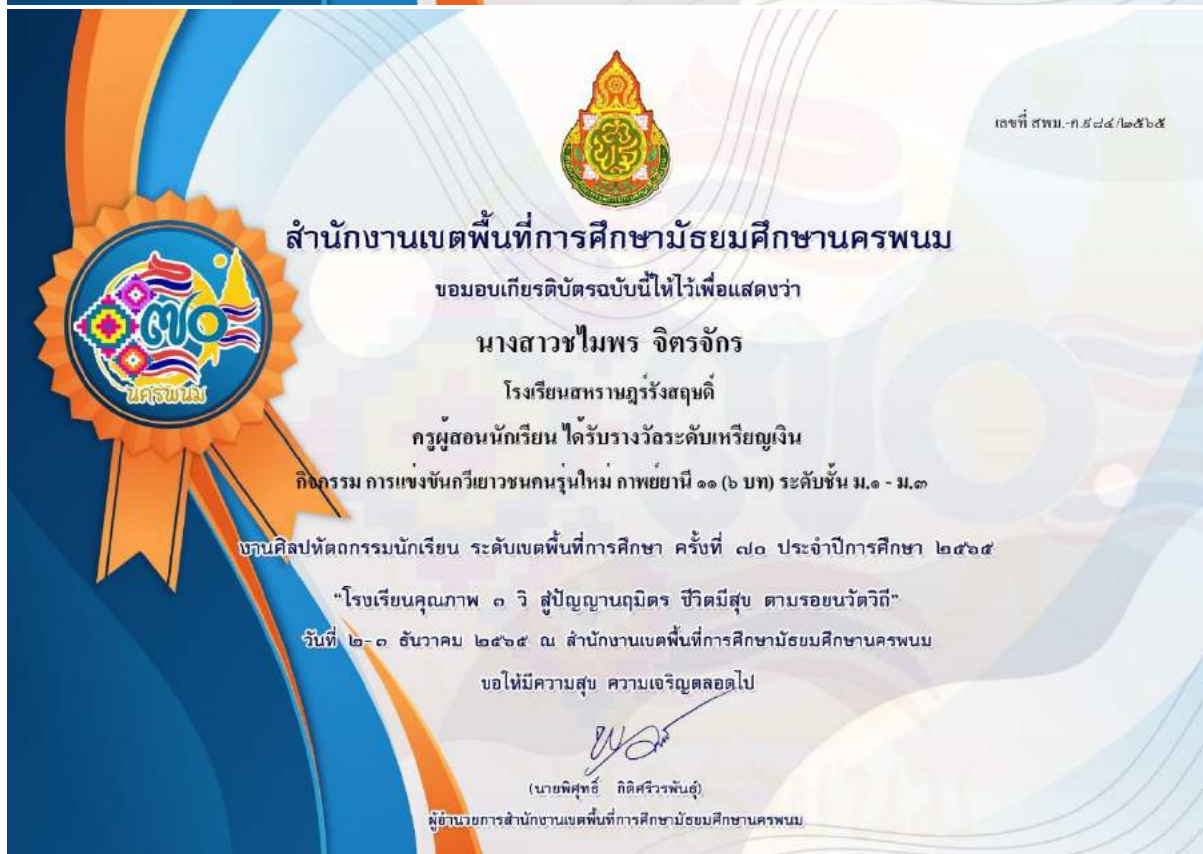 เลขที่ สพม.-ก.๙๘๔/๒๕๖๕
สำนักงานเขตพื้นที่การศึกษามัธยมศึกษานครพนม
ขอมอบเกียรติบัตรฉบับนี้ให้ไว้เพื่อแสดงว่า
นางสาวชไมพร จิตรจักร
โรงเรียนสหราษฎร์รังสฤษดิ์
ครูผู้สอนนักเรียน ได้รับรางวัลระดับเหรียญเงิน
กิจกรรม การแข่งขันกวีเยาวชนคนรุ่นใหม่ กาพย์ยานี ๑๑ (๖ บท) ระดับชั้น ม.๑ - ม.๓
๗๐
นครพนม
งานศิลปหัตถกรรมนักเรียน ระดับเขตพื้นที่การศึกษา ครั้งที่ ๗๐ ประจำปีการศึกษา ๒๕๖๕
“โรงเรียนคุณภาพ ๓ วิ สู่ปัญญานฤมิตร ชีวิตมีสุข ตามรอยนวัตวิถี”
วันที่ ๒-๓ ธันวาคม ๒๕๖๕ ณ สำนักงานเขตพื้นที่การศึกษามัธยมศึกษานครพนม
ขอให้มีความสุข ความเจริญตลอดไป
(นายพิศุทธิ์ กิติศรีวรพันธุ์)
ผู้อำนวยการสำนักงานเขตพื้นที่การศึกษามัธยมศึกษานครพนม